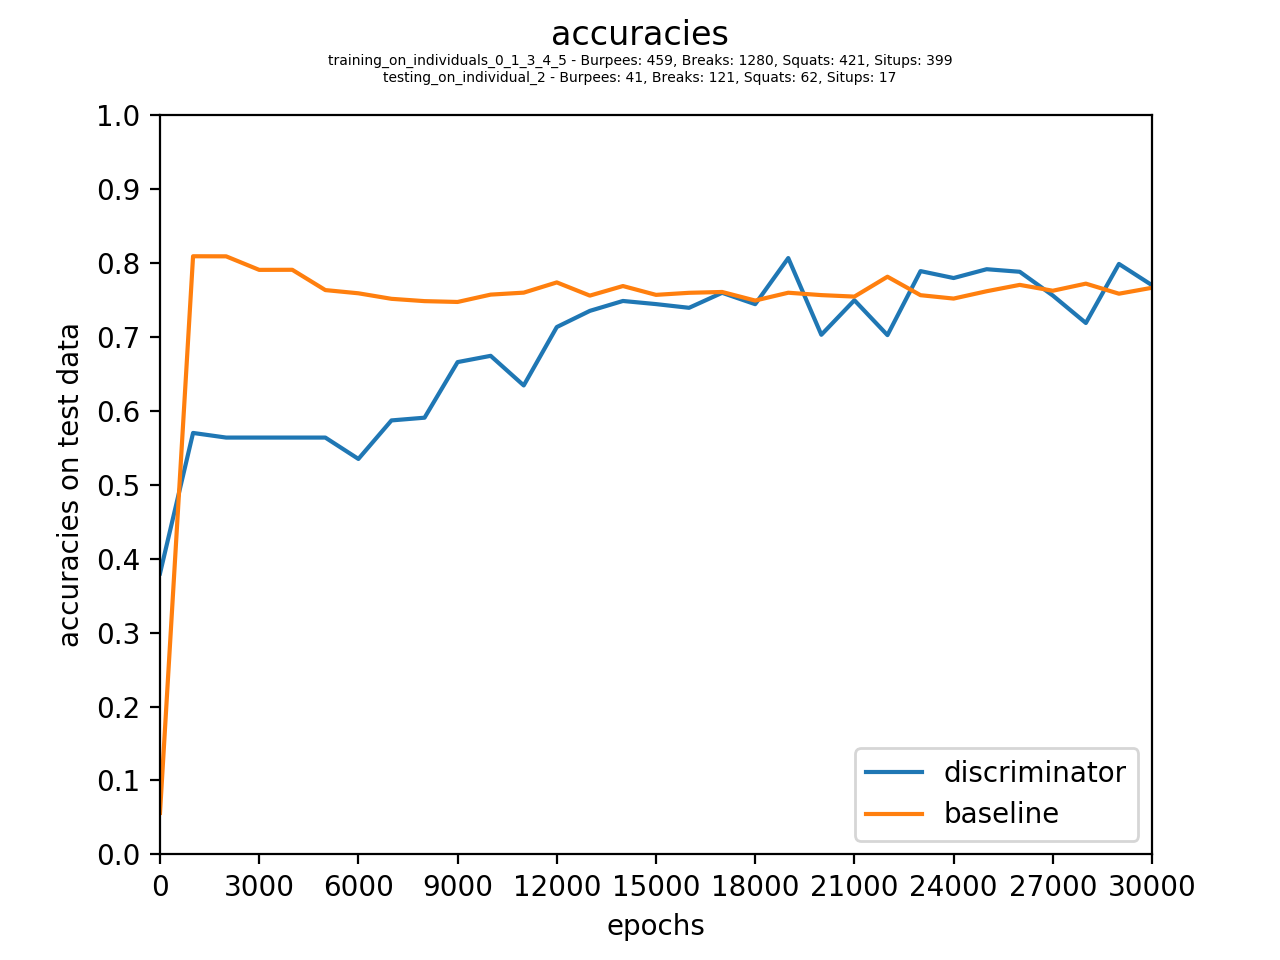 accuracies
training_on_individuals_0_1_3_4_5 - Burpees: 459, Breaks: 1280, Squats: 421, Situps: 399
testing_on_individual_2 - Burpees: 41, Breaks: 121, Squats: 62, Situps: 17
1.0
0.9
0.8
0.7
0.6
0.5
0.4
0.3
0.2
0.1
0.0
accuracies on test data
discriminator
baseline
0 3000 6000 9000 12000 15000 18000 21000 24000 27000 30000
epochs